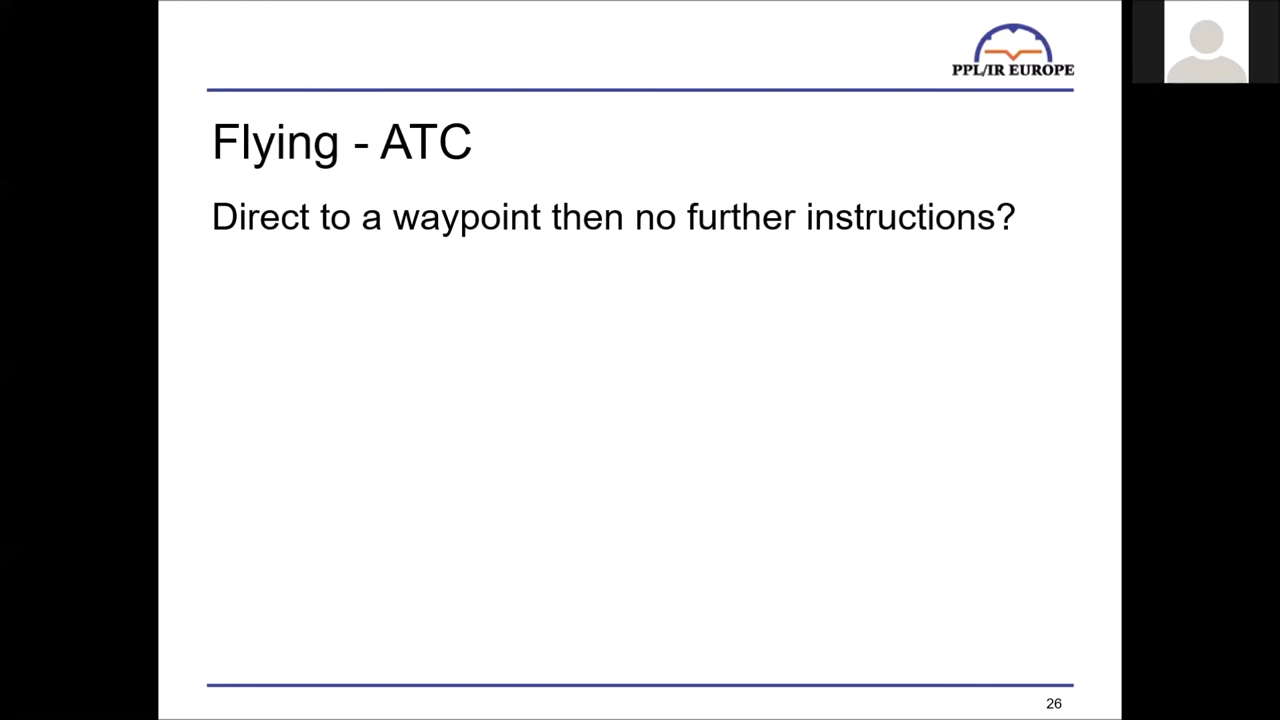 PPL/IR EUROPE
Flying - ATC
Direct to a waypoint then no further instructions?
26